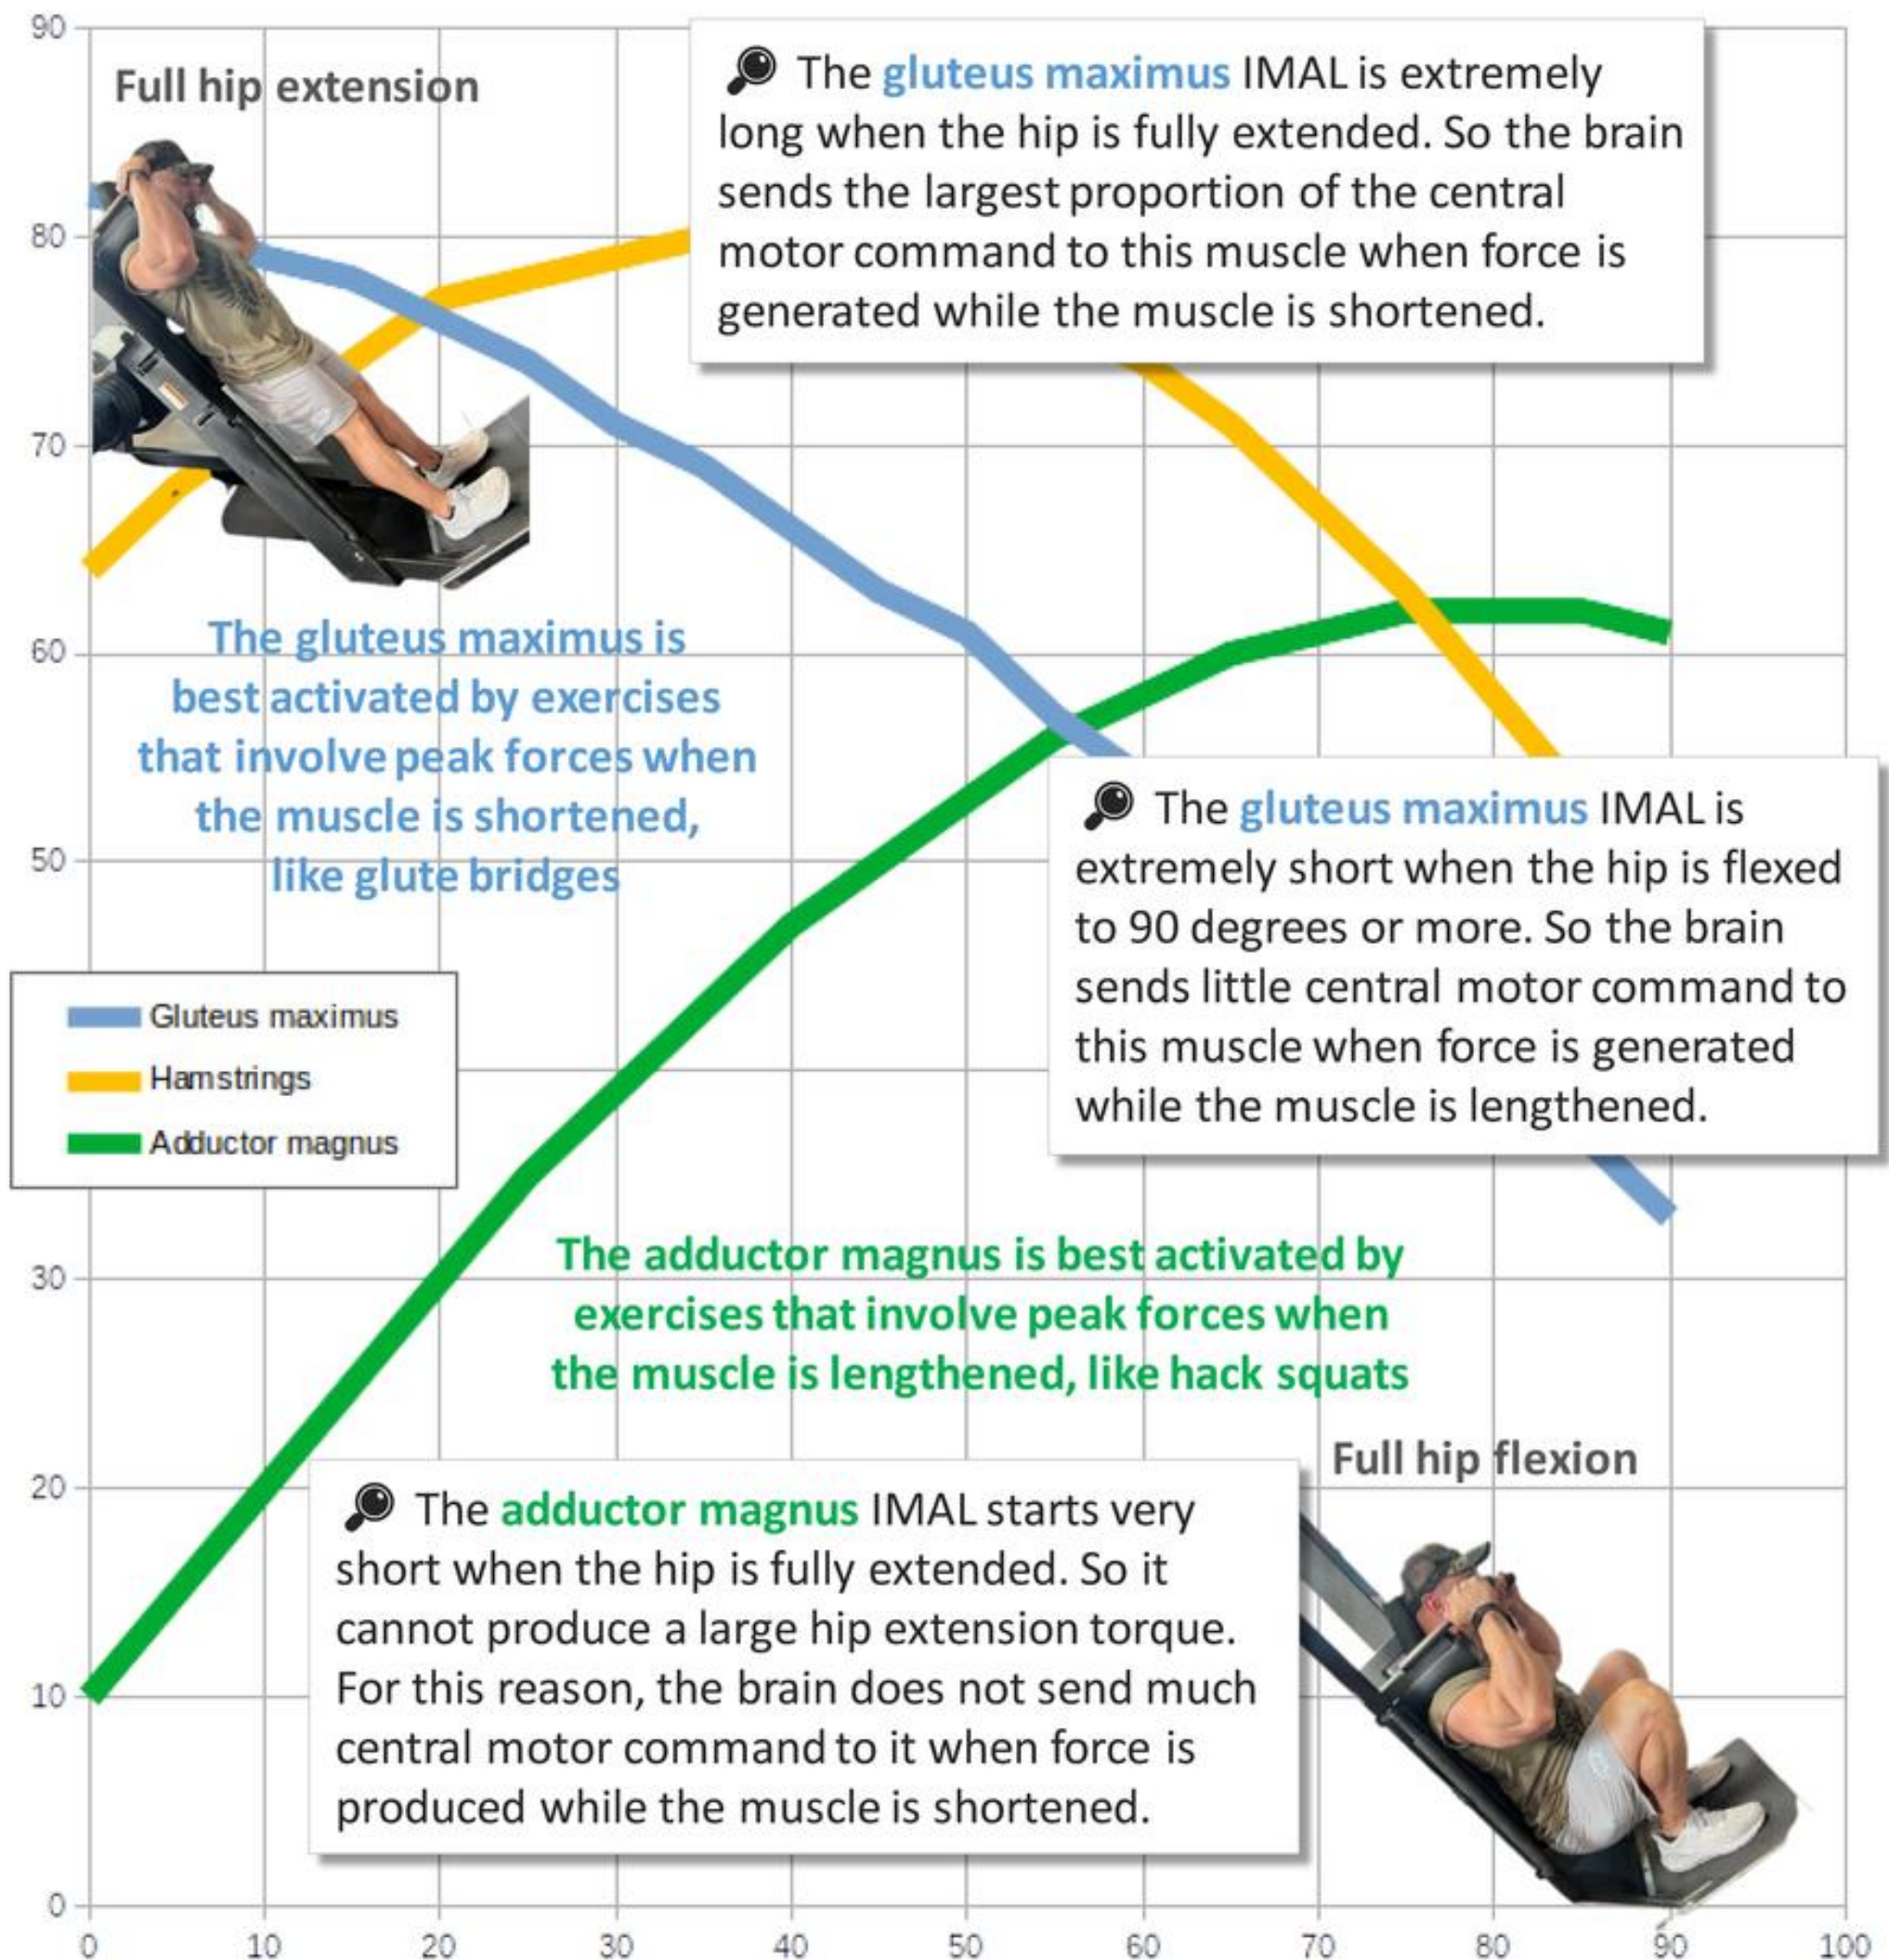 90
Full hip extension
The gluteus maximus IMAL is extremely
long when the hip is fully extended. So the brain
sends the largest proportion of the central
motor command to this muscle when force is
generated while the muscle is shortened.
80
70
60
The gluteus maximus is
best activated by exercises
that involve peak forces when
the muscle is shortened,
like glute bridges
50
The gluteus maximus IMAL is
extremely short when the hip is flexed
to 90 degrees or more. So the brain
sends little central motor command to
this muscle when force is generated
while the muscle is lengthened.
Gluteus maximus
Hamstrings
Adductor magnus
30
The adductor magnus is best activated by
exercises that involve peak forces when
the muscle is lengthened, like hack squats
Full hip flexion
20
The adductor magnus IMAL starts very
short when the hip is fully extended. So it
cannot produce a large hip extension torque.
For this reason, the brain does not send much
central motor command to it when force is
produced while the muscle is shortened.
10
0
0 10 20 30 40 50 60 70 80 90 100